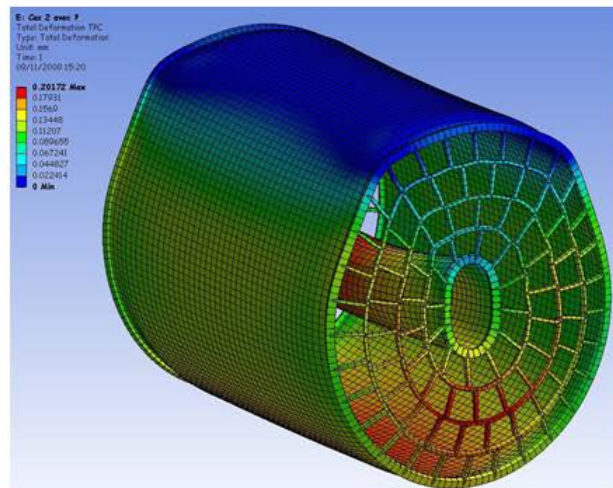 E: Cas 2 avec P
Total Deformation TPC
Type: Total Deformation
Unit: mm
Time: 1
09/11/2009 15:20
0.20172 Max
0.17931
0.1569
0.13448
0.11207
0.089655
0.067241
0.044827
0.022414
0 Min